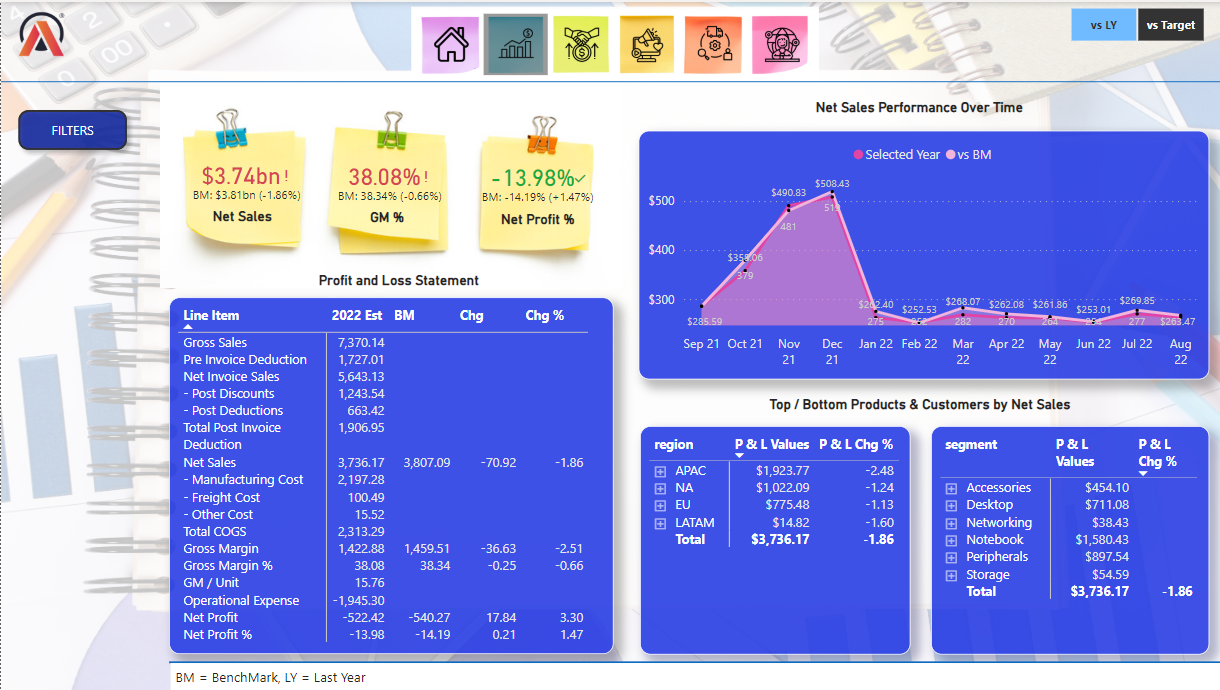 vs LY
vs Target
FILTERS
$3.74bn!
BM: $3.81bn (-1.86%)
Net Sales
38.08%!
BM: 38.34% (-0.66%)
GM %
-13.98%✓
BM: -14.19% (+1.47%)
Net Profit %
Profit and Loss Statement
Line Item 2022 Est BM Chg Chg %
Gross Sales 7,370.14
Pre Invoice Deduction 1,727.01
Net Invoice Sales 5,643.13
- Post Discounts 1,243.54
- Post Deductions 663.42
Total Post Invoice
Deduction 1,906.95
Net Sales 3,736.17 3,807.09 -70.92 -1.86
- Manufacturing Cost 2,197.28
- Freight Cost 100.49
- Other Cost 15.52
Total COGS 2,313.29
Gross Margin 1,422.88 1,459.51 -36.63 -2.51
Gross Margin % 38.08 38.34 -0.25 -0.66
GM / Unit 15.76
Operational Expense -1,945.30
Net Profit -522.42 -540.27 17.84 3.30
Net Profit % -13.98 -14.19 0.21 1.47
Net Sales Performance Over Time
Selected Year vs BM
$500
$400
$300
$285.59
379
$490.83
481
$508.43
$262.40
275
$252.53
$268.07
282
$262.08
270
$261.86
264
$253.01
$269.85
277
$263.47
Sep 21 Oct 21 Nov 21 Dec 21 Jan 22 Feb 22 Mar 22 Apr 22 May 22 Jun 22 Jul 22 Aug 22
Top / Bottom Products & Customers by Net Sales
region P & L Values P & L Chg %
APAC $1,923.77 -2.48
NA $1,022.09 -1.24
EU $775.48 -1.13
LATAM $14.82 -1.60
Total $3,736.17 -1.86
segment P & L Values P & L Chg %
Accessories $454.10
Desktop $711.08
Networking $38.43
Notebook $1,580.43
Peripherals $897.54
Storage $54.59
Total $3,736.17 -1.86
BM = BenchMark, LY = Last Year